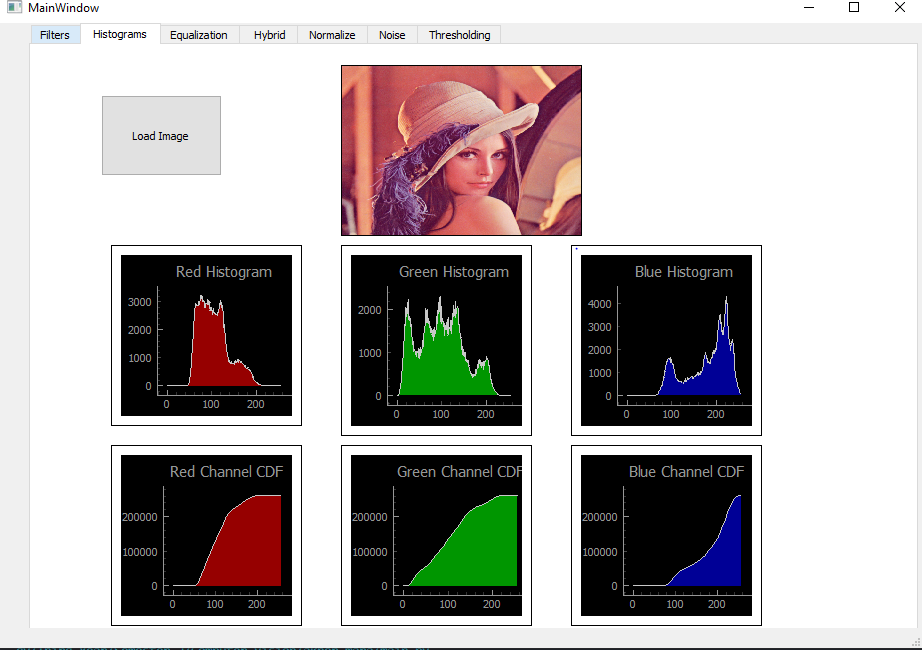 MainWindow
Filters Histograms Equalization Hybrid Normalize Noise Thresholding
Load Image
Red Histogram
3000
2000
1000
0
0 100 200
Green Histogram
2000
1000
0
0 100 200
Blue Histogram
4000
3000
2000
1000
0
0 100 200
Red Channel CDF
200000
100000
0
0 100 200
Green Channel CDF
200000
100000
0
0 100 200
Blue Channel CDF
200000
100000
0
0 100 200